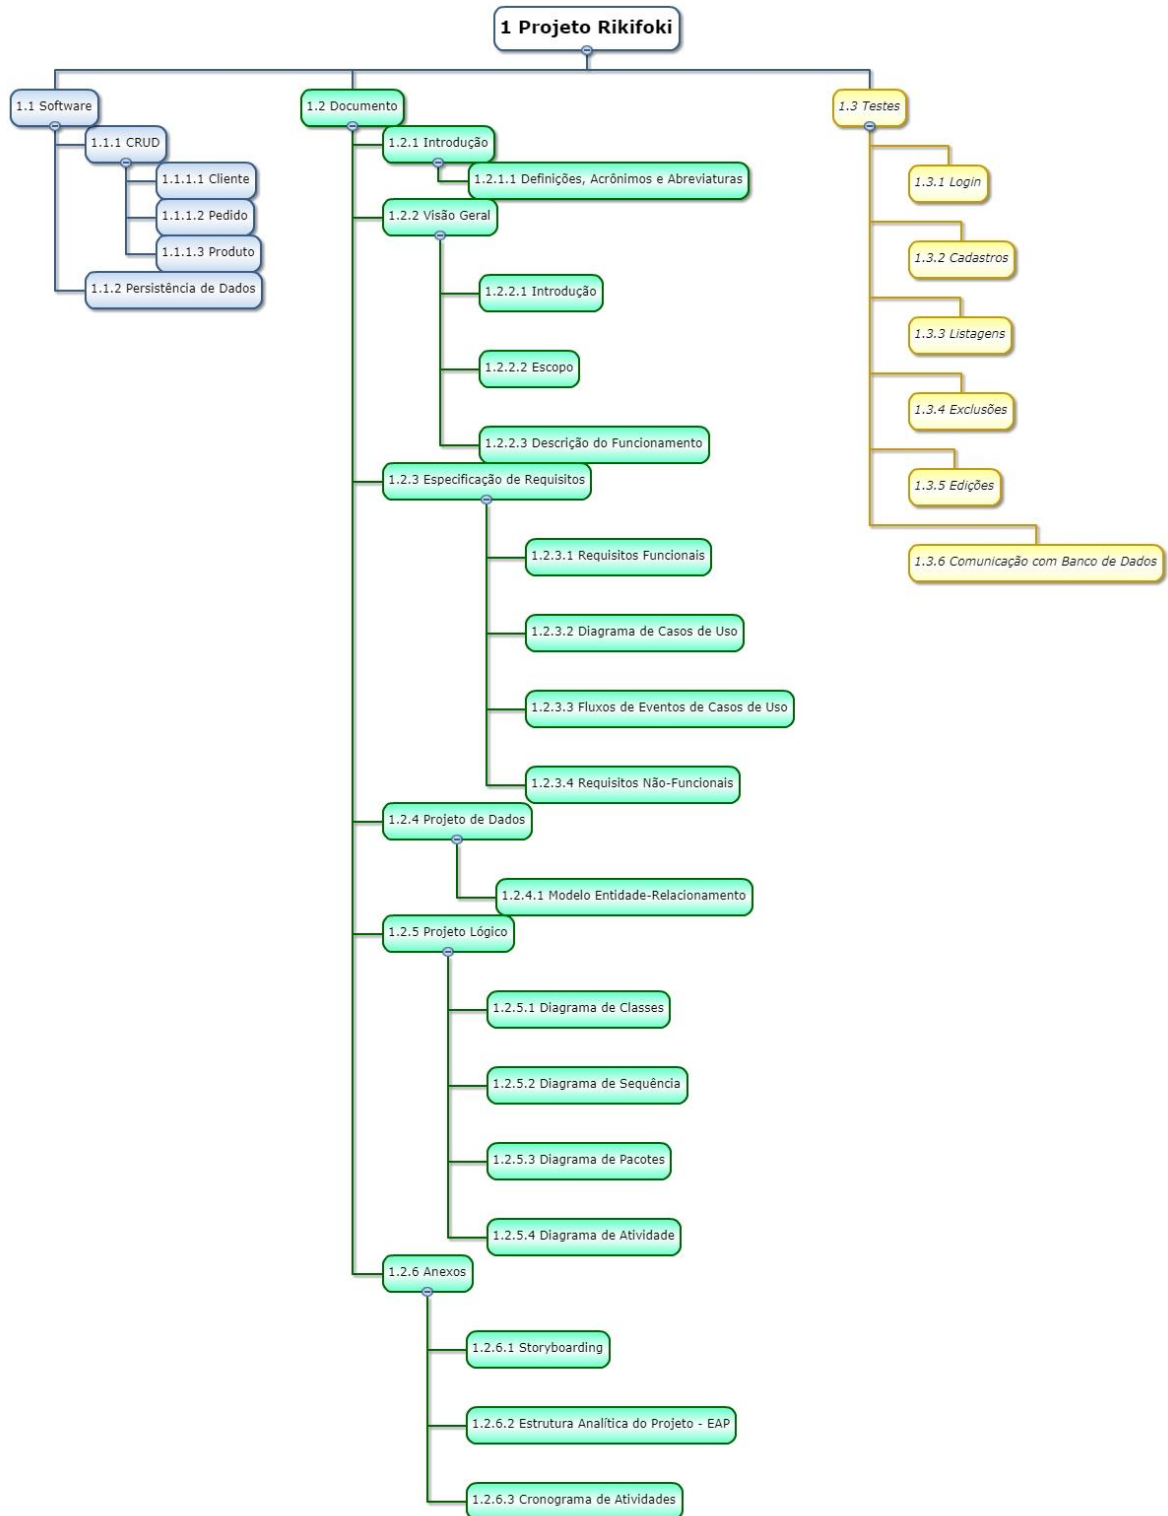 1 Projeto Rikifoki
1.1 Software
1.1.1 CRUD
1.1.1.1 Cliente
1.1.1.2 Pedido
1.1.1.3 Produto
1.1.2 Persistência de Dados
1.2 Documento
1.2.1 Introdução
1.2.1.1 Definições, Acrônimos e Abreviaturas
1.2.2 Visão Geral
1.2.2.1 Introdução
1.2.2.2 Escopo
1.2.2.3 Descrição do Funcionamento
1.2.3 Especificação de Requisitos
1.2.3.1 Requisitos Funcionais
1.2.3.2 Diagrama de Casos de Uso
1.2.3.3 Fluxos de Eventos de Casos de Uso
1.2.3.4 Requisitos Não-Funcionais
1.2.4 Projeto de Dados
1.2.4.1 Modelo Entidade-Relacionamento
1.2.5 Projeto Lógico
1.2.5.1 Diagrama de Classes
1.2.5.2 Diagrama de Sequência
1.2.5.3 Diagrama de Pacotes
1.2.5.4 Diagrama de Atividade
1.2.6 Anexos
1.2.6.1 Storyboarding
1.2.6.2 Estrutura Analítica do Projeto - EAP
1.2.6.3 Cronograma de Atividades
1.3 Testes
1.3.1 Login
1.3.2 Cadastros
1.3.3 Listagens
1.3.4 Exclusões
1.3.5 Edições
1.3.6 Comunicação com Banco de Dados